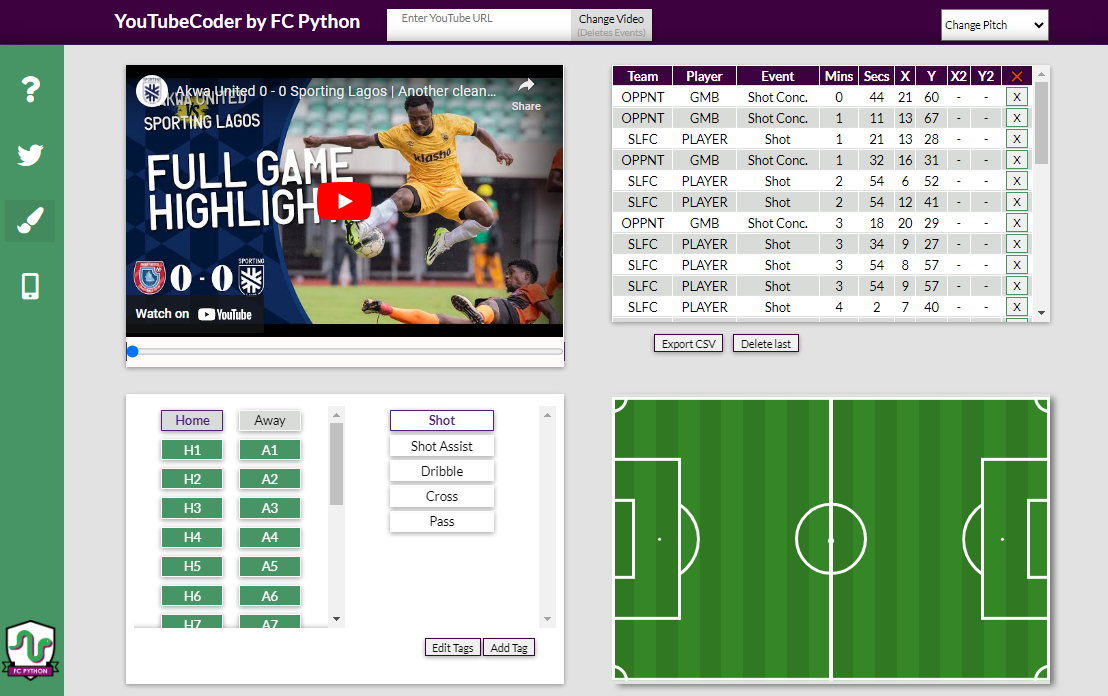 YouTubeCoder by FC Python
Enter YouTube URL
Change Video
(Deletes Events)
Change Pitch
?
Akwa United 0 - 0 Sporting Lagos | Another clean...
Share
AKWA UNITED
SPORTING LAGOS
FULL GAME
HIGHLIGHT
klasha
SPORTING
0 - 0
Watch on YouTube
Team Player Event Mins Secs X Y X2 Y2 X
OPPNT GMB Shot Conc. 0 44 21 60 - - X
OPPNT GMB Shot Conc. 1 11 13 67 - - X
SLFC PLAYER Shot 1 21 13 28 - - X
OPPNT GMB Shot Conc. 1 32 16 31 - - X
SLFC PLAYER Shot 2 54 6 52 - - X
SLFC PLAYER Shot 2 54 12 41 - - X
OPPNT GMB Shot Conc. 3 18 20 29 - - X
SLFC PLAYER Shot 3 34 9 27 - - X
SLFC PLAYER Shot 3 54 8 57 - - X
SLFC PLAYER Shot 3 54 9 57 - - X
SLFC PLAYER Shot 4 2 7 40 - - X
Export CSV Delete last
Home Away
H1 A1
H2 A2
H3 A3
H4 A4
H5 A5
H6 A6
H7 A7
Shot
Shot Assist
Dribble
Cross
Pass
Edit Tags Add Tag
FC PYTHON